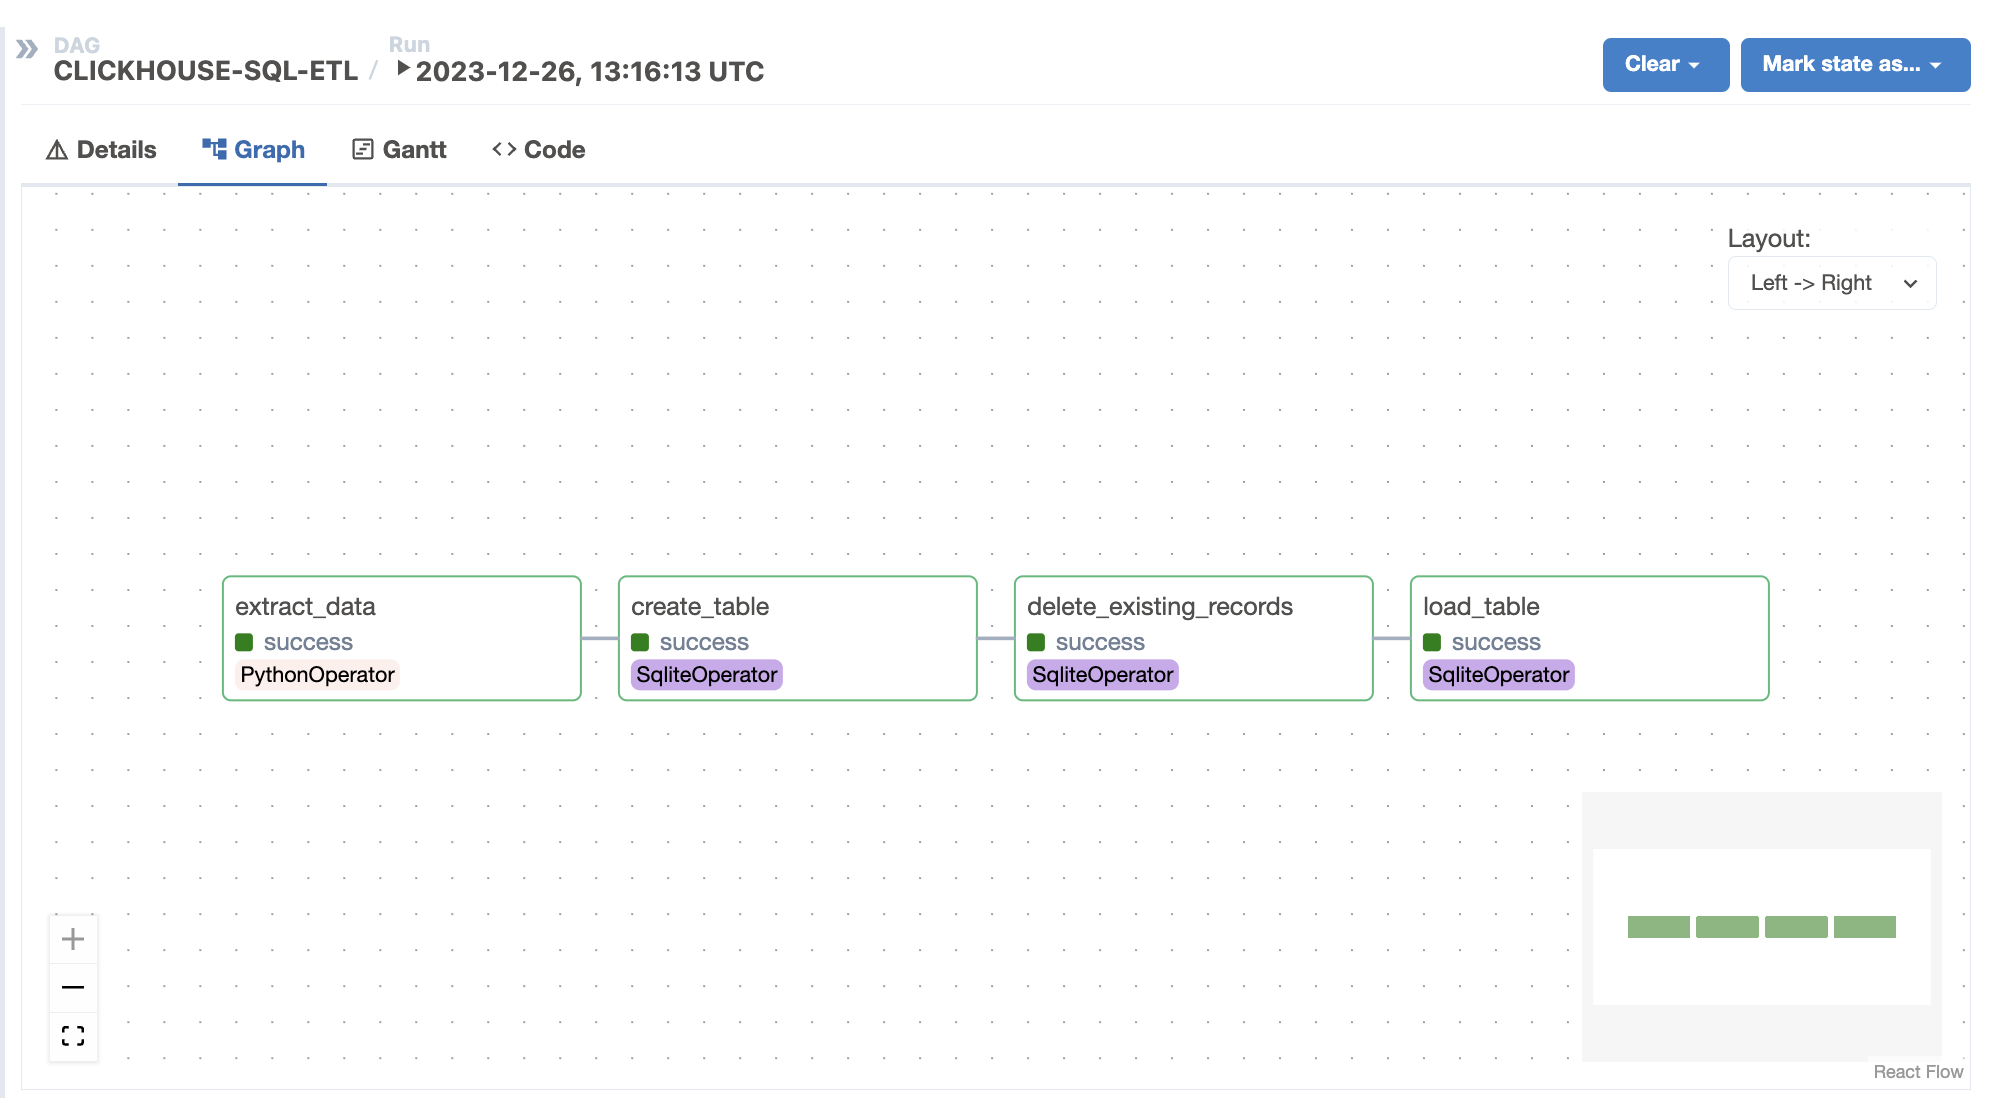 DAG
CLICKHOUSE-SQL-ETL / Run
2023-12-26, 13:16:13 UTC
Clear
Mark state as...
Details
Graph
Gantt
Code
Layout:
Left -> Right
extract_data
success
PythonOperator
create_table
success
SqliteOperator
delete_existing_records
success
SqliteOperator
load_table
success
SqliteOperator
React Flow